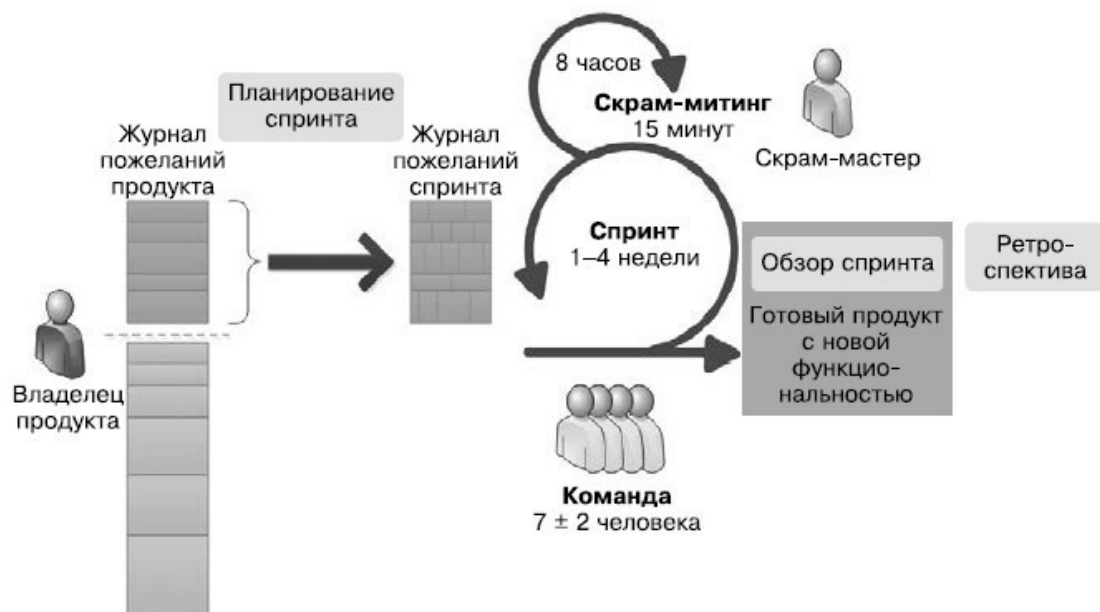 Планирование
спринта
Журнал
пожеланий
продукта
Журнал
пожеланий
спринта
8 часов
Скрам-митинг
15 минут
Скрам-мастер
Спринт
1–4 недели
Обзор спринта
Ретро-
спектива
Готовый продукт
с новой
функцио-
нальностью
Владелец
продукта
Команда
7 ± 2 человека